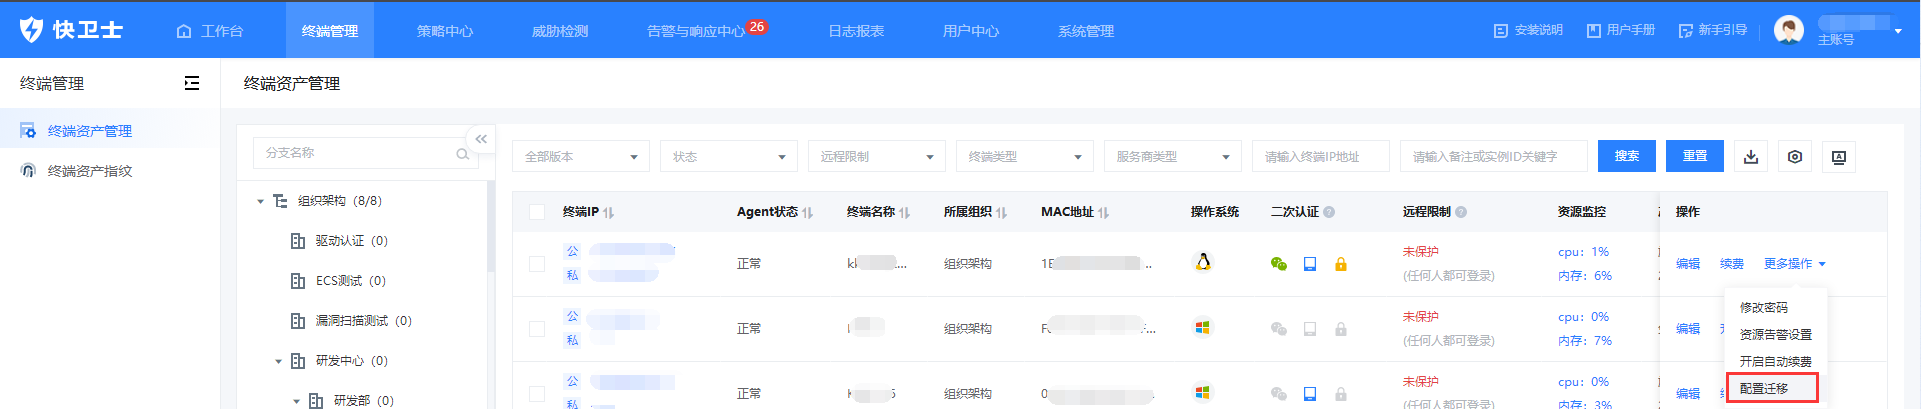 快卫士 工作台 终端管理 策略中心 威胁检测 告警与响应中心 26 日志报表 用户中心 系统管理 安装说明 用户手册 新手引导 主账号
终端管理
终端资产管理
终端资产指纹
终端资产管理
分支名称
组织架构 (8/8)
驱动认证 (0)
ECS测试 (0)
漏洞扫描测试 (0)
研发中心 (0)
研发部 (0)
全部版本 状态 远程限制 终端类型 服务商类型 请输入终端IP地址 请输入备注或实例ID关键字 搜索 重置
终端IP Agent状态 终端名称 所属组织 MAC地址 操作系统 二次认证 远程限制 资源监控 操作
公 未保护 cpu: 1%
正常 组织架构 编辑 续费 更多操作
私 (任何人都可登录) 内存: 6%
公 未保护 cpu: 0%
正常 组织架构 编辑
私 (任何人都可登录) 内存: 7%
公 未保护 cpu: 0%
正常 组织架构 编辑
私 (任何人都可登录) 内存: 3%
修改密码
资源告警设置
开启自动续费
配置迁移